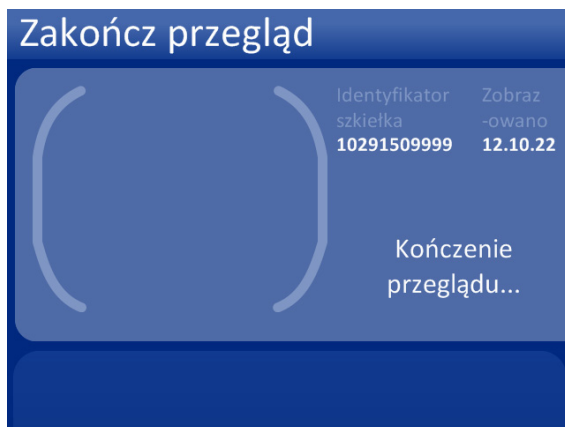 Zakończ przegląd
Identyfikator szkiełka
Zobraz -owano
10291509999
12.10.22
Kończenie
przeglądu...